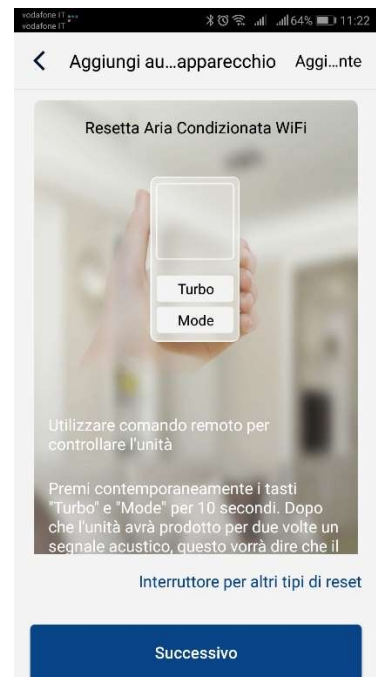 vodafone IT
vodafone IT
64% 11:22
Aggiungi au...apparecchio Aggi...nte
Resetta Aria Condizionata WiFi
Turbo
Mode
Utilizzare comando remoto per
controllare l'unità
Premi contemporaneamente i tasti
"Turbo" e "Mode" per 10 secondi. Dopo
che l'unità avrà prodotto per due volte un
segnale acustico, questo vorrà dire che il
Interruttore per altri tipi di reset
Successivo